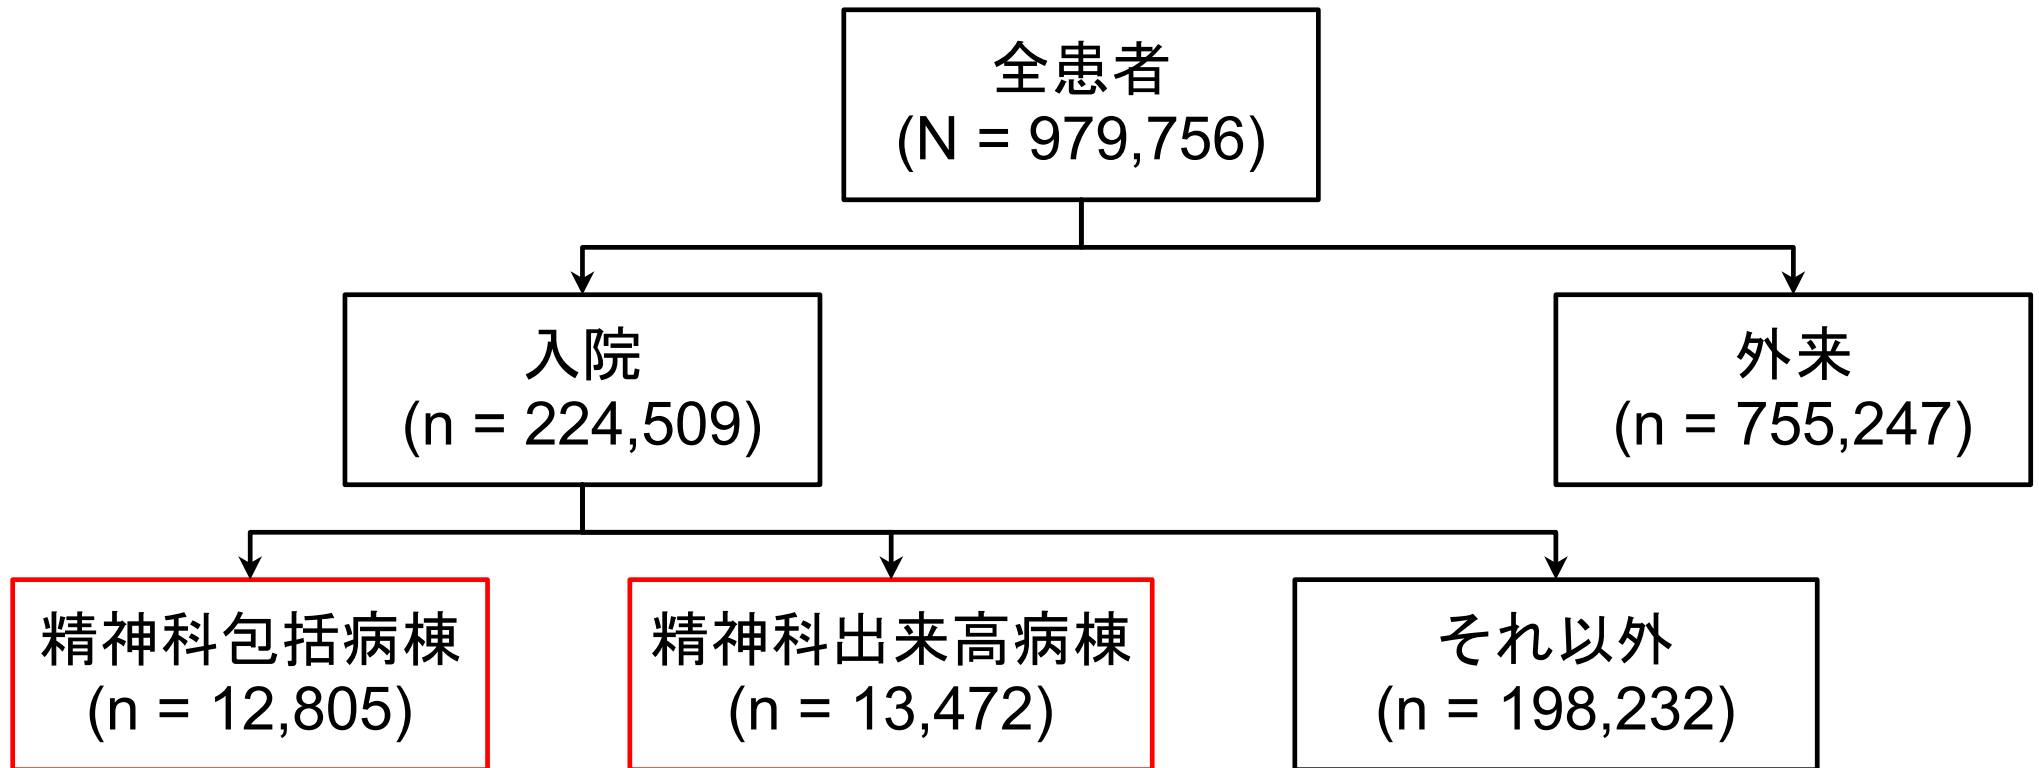 全患者
(N = 979,756)
入院
(n = 224,509)
外来
(n = 755,247)
精神科包括病棟
(n = 12,805)
精神科出来高病棟
(n = 13,472)
それ以外
(n = 198,232)